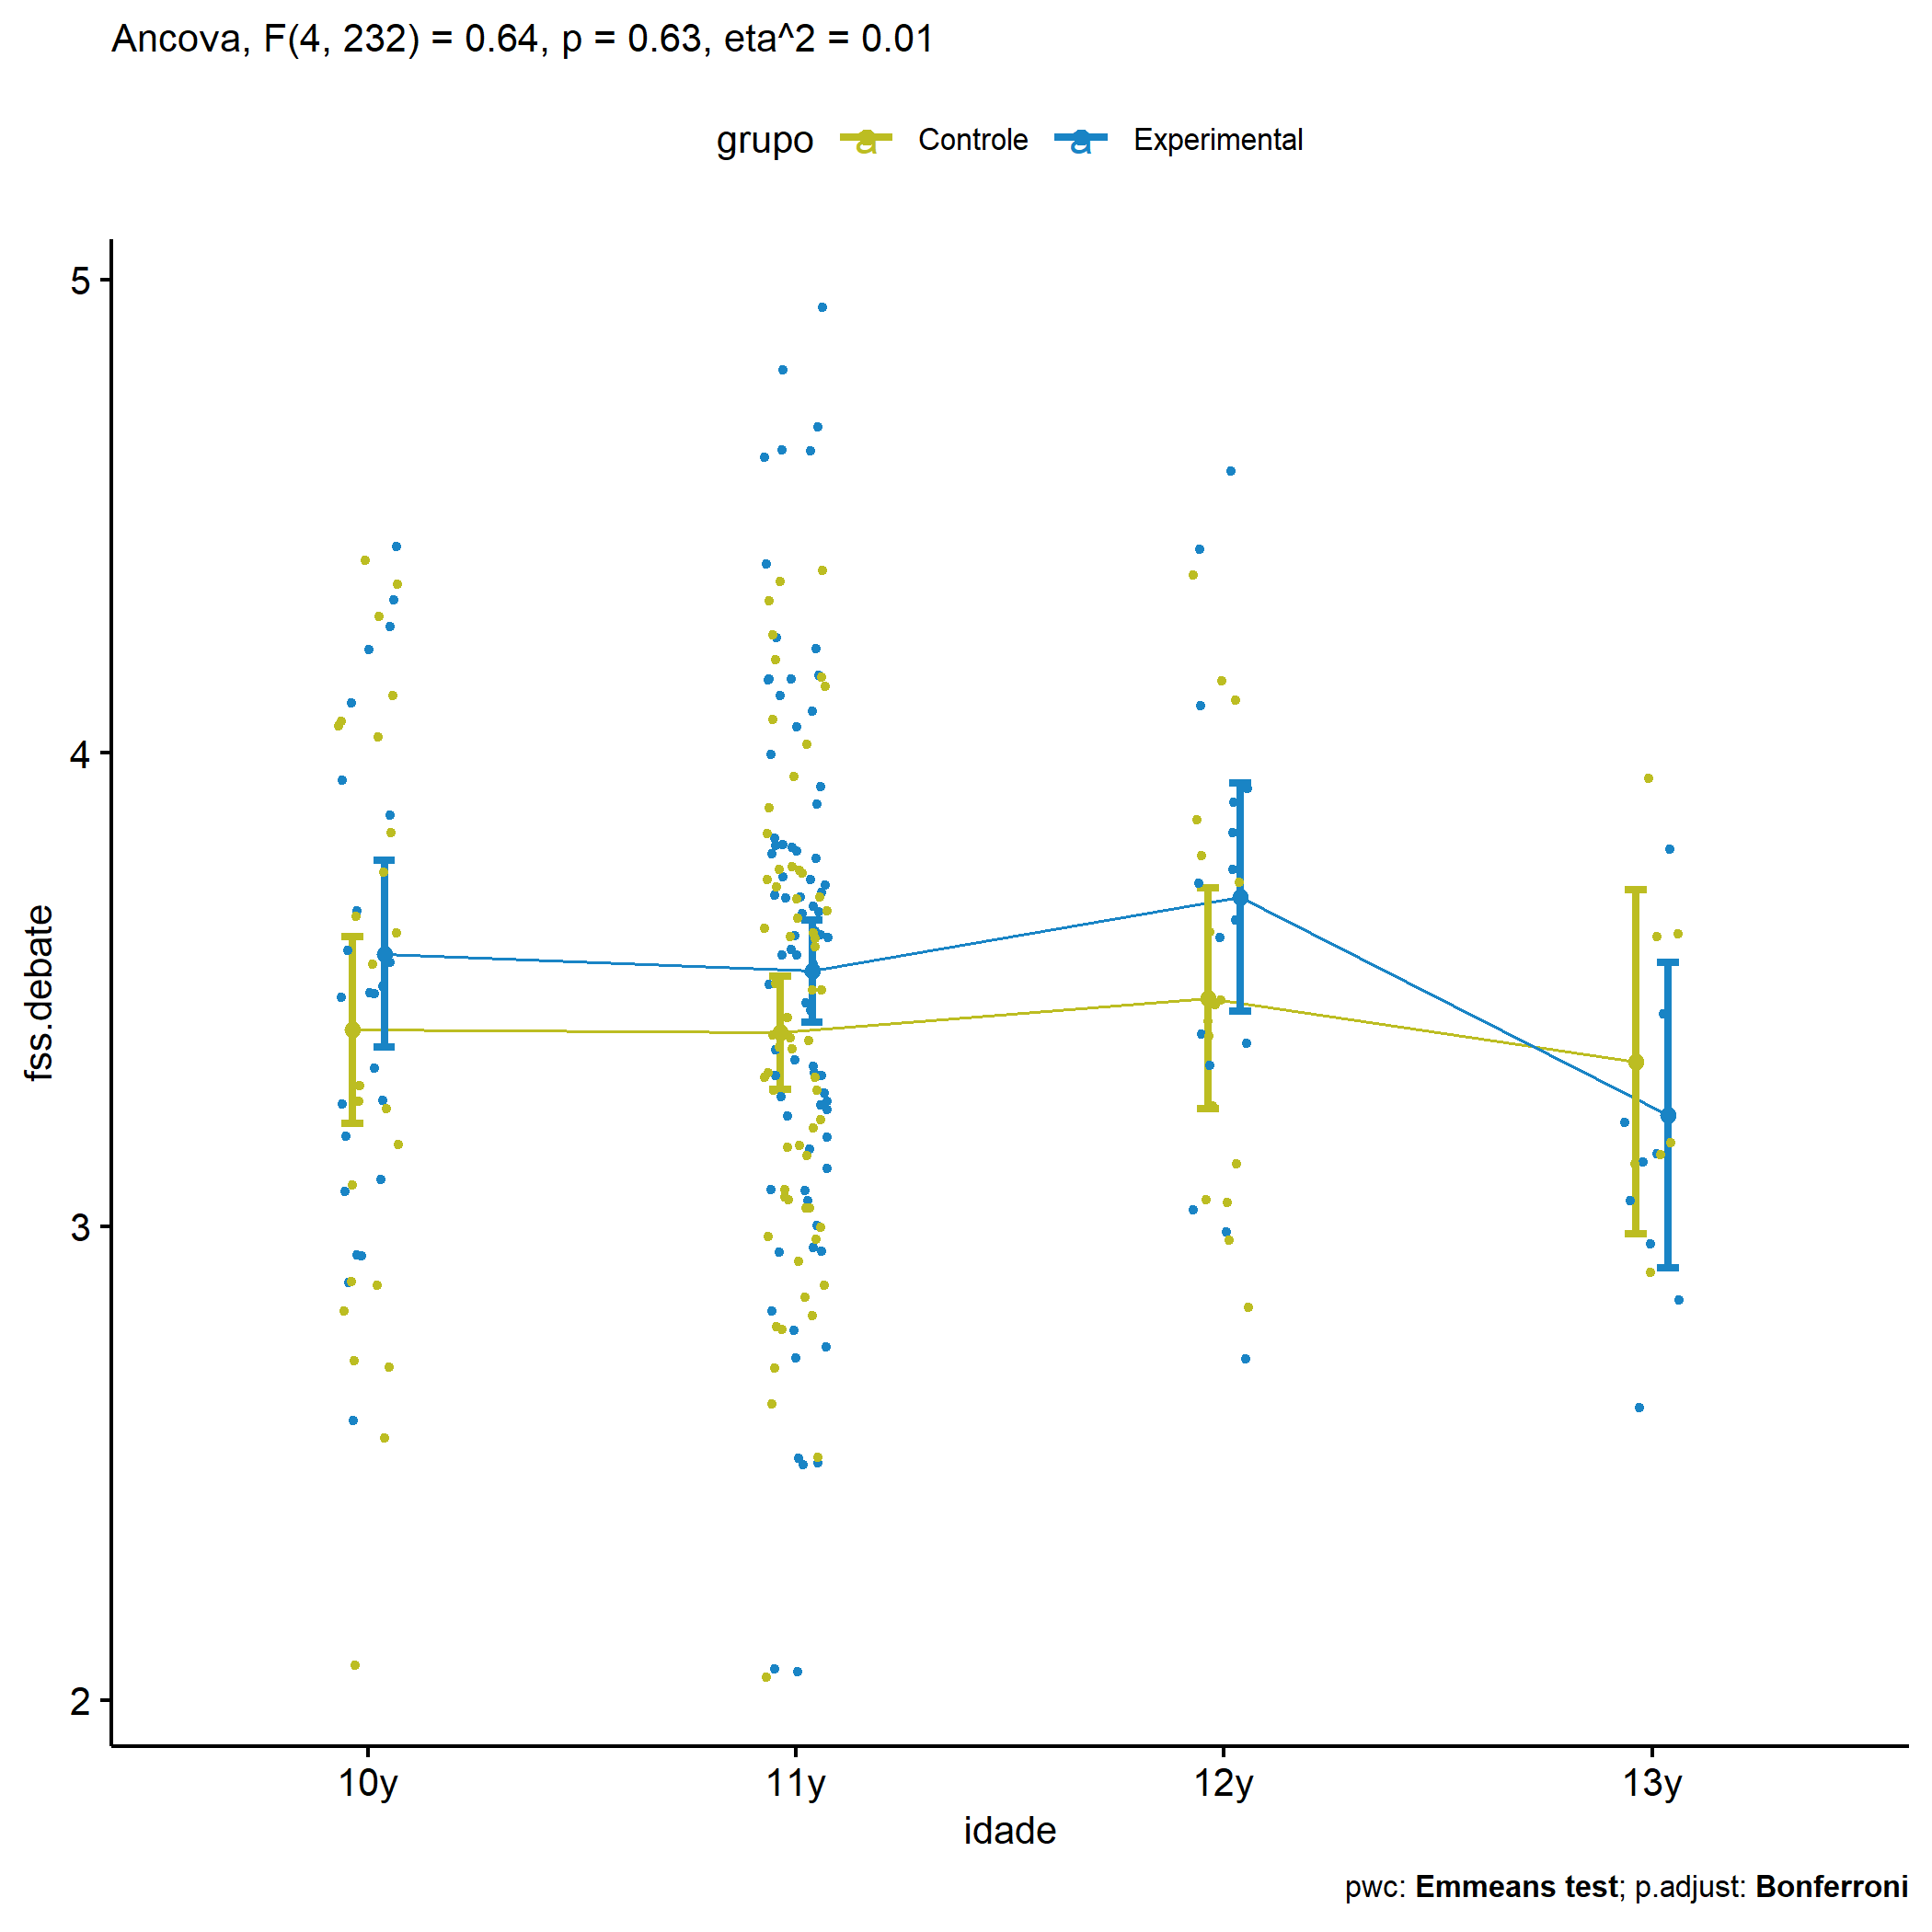 Ancova, F(4, 232) = 0.64, p = 0.63, eta^2 = 0.01
grupo a Controle a Experimental
fss.debate
5
4
3
2
10y 11y 12y 13y
idade
pwc: Emmeans test; p.adjust: Bonferroni